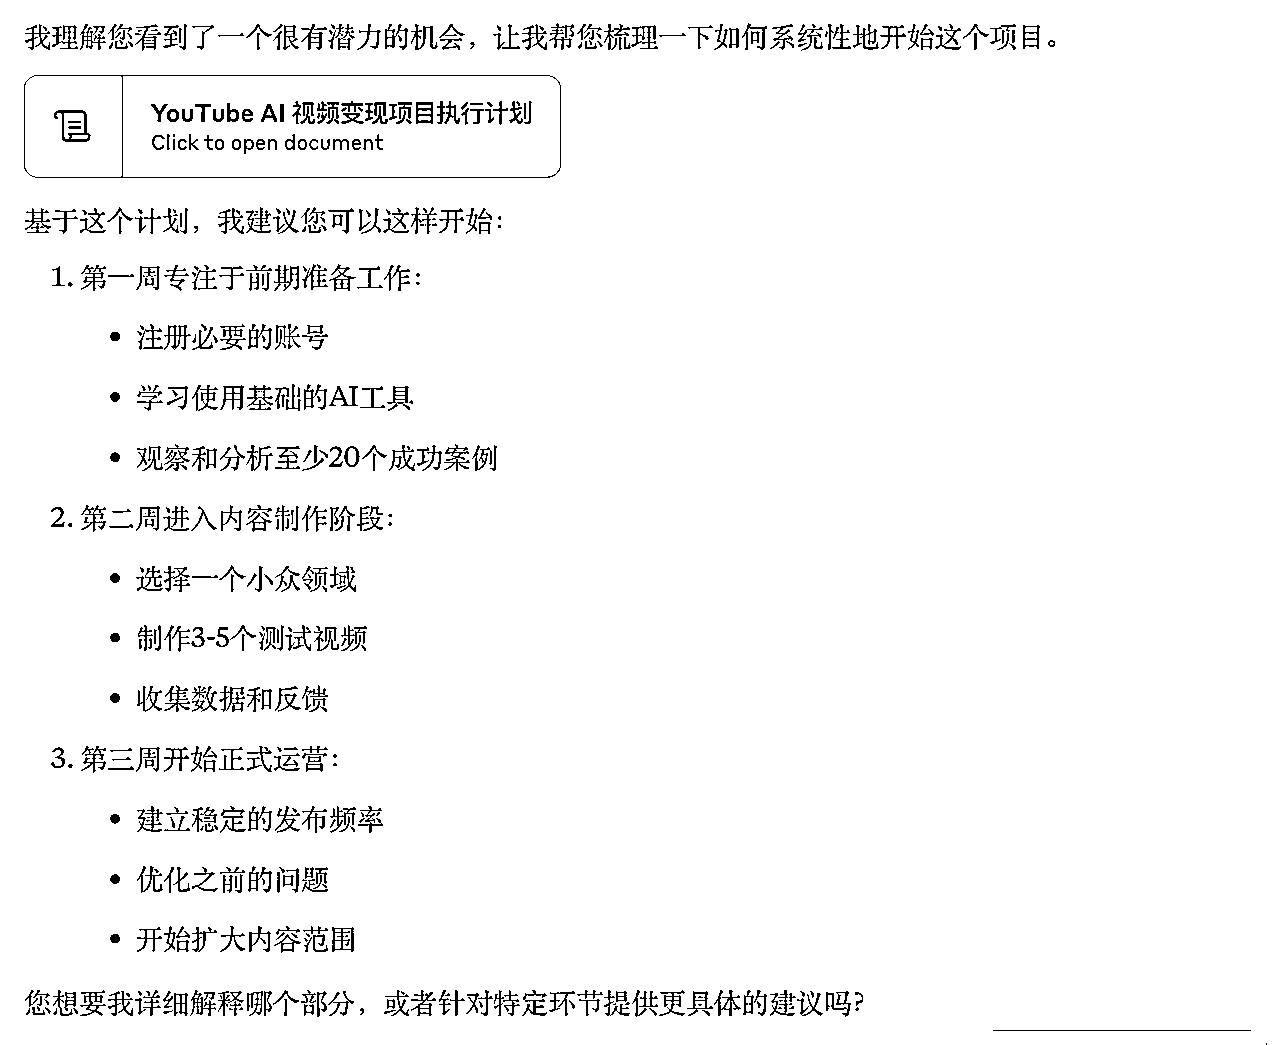 我理解您看到了一个很有潜力的机会，让我帮您梳理一下如何系统性地开始这个项目。
YouTube AI 视频变现项目执行计划
Click to open document
基于这个计划，我建议您可以这样开始：
1. 第一周专注于前期准备工作：
• 注册必要的账号
• 学习使用基础的AI工具
• 观察和分析至少20个成功案例
2. 第二周进入内容制作阶段：
• 选择一个小众领域
• 制作3-5个测试视频
• 收集数据和反馈
3. 第三周开始正式运营：
• 建立稳定的发布频率
• 优化之前的问题
• 开始扩大内容范围
您想要我详细解释哪个部分，或者针对特定环节提供更具体的建议吗？